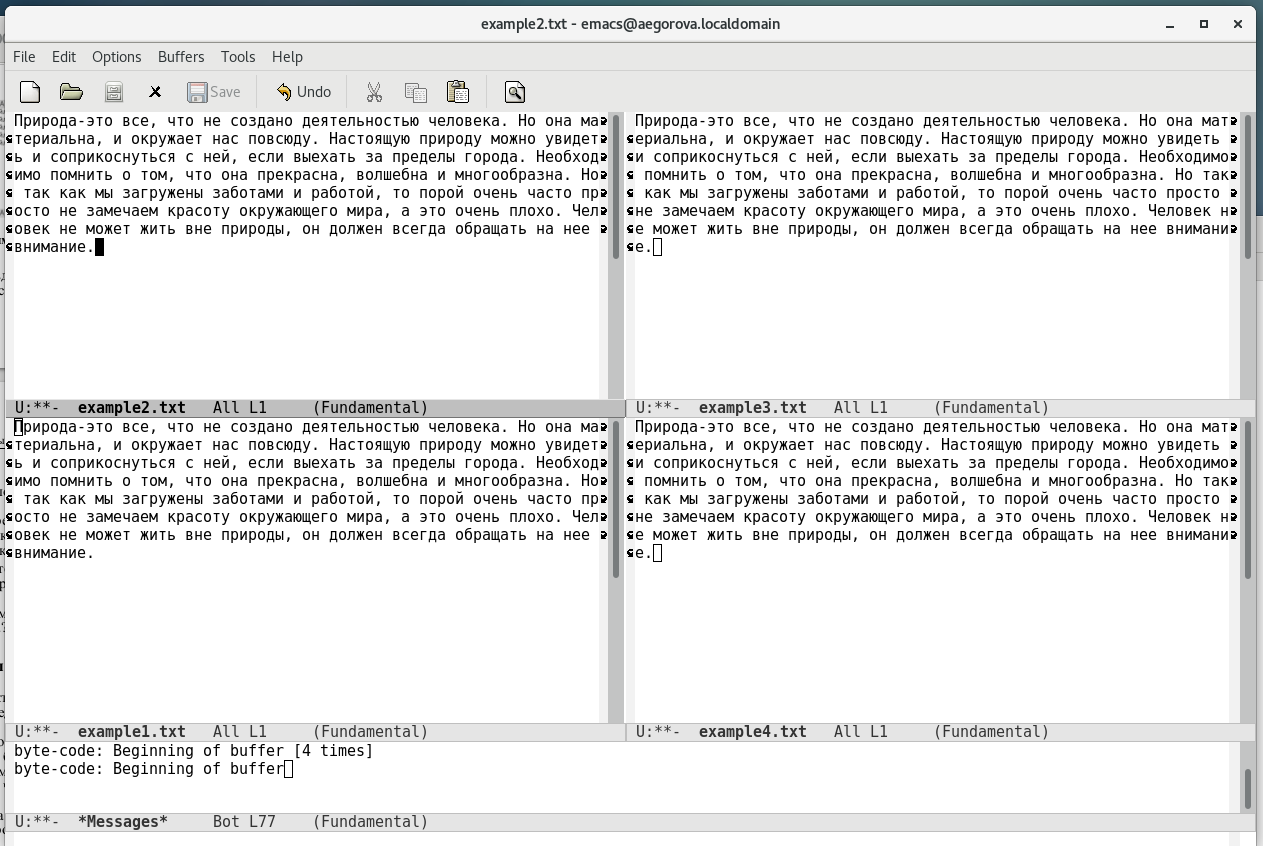 example2.txt - emacs@aegorova.localdomain
File Edit Options Buffers Tools Help
Save Undo
Природа-это все, что не создано деятельностью человека. Но она ма
териальна, и окружает нас повсюду. Настоящую природу можно увидет
ь и соприкоснуться с ней, если выехать за пределы города. Необход
имо помнить о том, что она прекрасна, волшебна и многообразна. Но
так как мы загружены заботами и работой, то порой очень часто пр
осто не замечаем красоту окружающего мира, а это очень плохо. Чел
овек не может жить вне природы, он должен всегда обращать на нее
внимание.
U:**- example2.txt All L1 (Fundamental)
Природа-это все, что не создано деятельностью человека. Но она мат
ериальна, и окружает нас повсюду. Настоящую природу можно увидеть
и соприкоснуться с ней, если выехать за пределы города. Необходимо
помнить о том, что она прекрасна, волшебна и многообразна. Но так
как мы загружены заботами и работой, то порой очень часто просто
не замечаем красоту окружающего мира, а это очень плохо. Человек н
е может жить вне природы, он должен всегда обращать на нее внимани
е.
U:**- example3.txt All L1 (Fundamental)
Природа-это все, что не создано деятельностью человека. Но она ма
териальна, и окружает нас повсюду. Настоящую природу можно увидет
ь и соприкоснуться с ней, если выехать за пределы города. Необход
имо помнить о том, что она прекрасна, волшебна и многообразна. Но
так как мы загружены заботами и работой, то порой очень часто пр
осто не замечаем красоту окружающего мира, а это очень плохо. Чел
овек не может жить вне природы, он должен всегда обращать на нее
внимание.
U:**- example1.txt All L1 (Fundamental)
Природа-это все, что не создано деятельностью человека. Но она мат
ериальна, и окружает нас повсюду. Настоящую природу можно увидеть
и соприкоснуться с ней, если выехать за пределы города. Необходимо
помнить о том, что она прекрасна, волшебна и многообразна. Но так
как мы загружены заботами и работой, то порой очень часто просто
не замечаем красоту окружающего мира, а это очень плохо. Человек н
е может жить вне природы, он должен всегда обращать на нее внимани
е.
U:**- example4.txt All L1 (Fundamental)
byte-code: Beginning of buffer [4 times]
byte-code: Beginning of buffer
U:**- *Messages* Bot L77 (Fundamental)